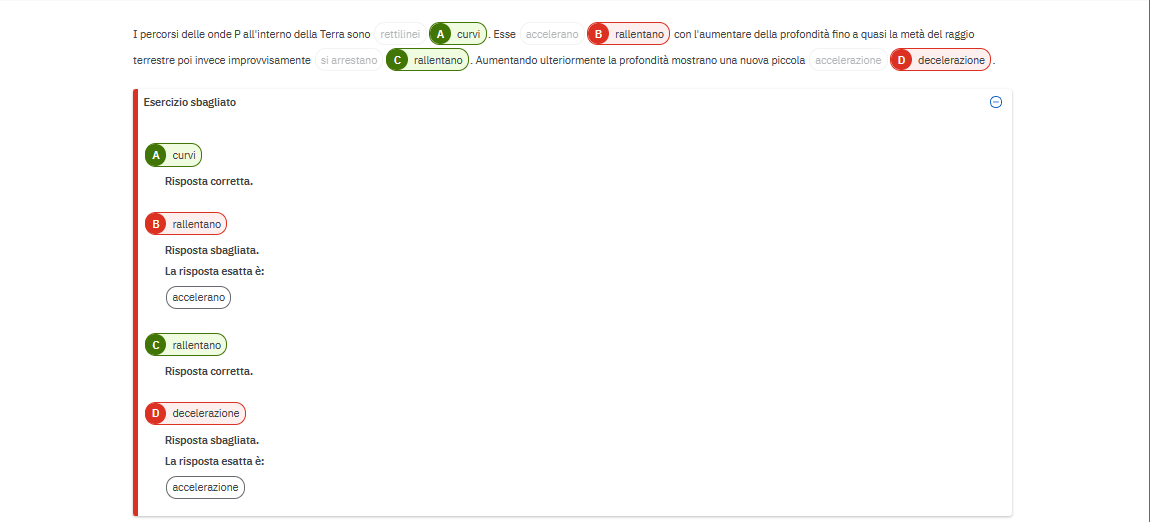 I percorsi delle onde P all'interno della Terra sono rettilinei A curvi . Esse accelerano B rallentano con l'aumentare della profondità fino a quasi la metà del raggio
terrestre poi invece improvvisamente si arrestano C rallentano . Aumentando ulteriormente la profondità mostrano una nuova piccola accelerazione D decelerazione .
Esercizio sbagliato
A curvi
Risposta corretta.
B rallentano
Risposta sbagliata.
La risposta esatta è:
accelerano
C rallentano
Risposta corretta.
D decelerazione
Risposta sbagliata.
La risposta esatta è:
accelerazione